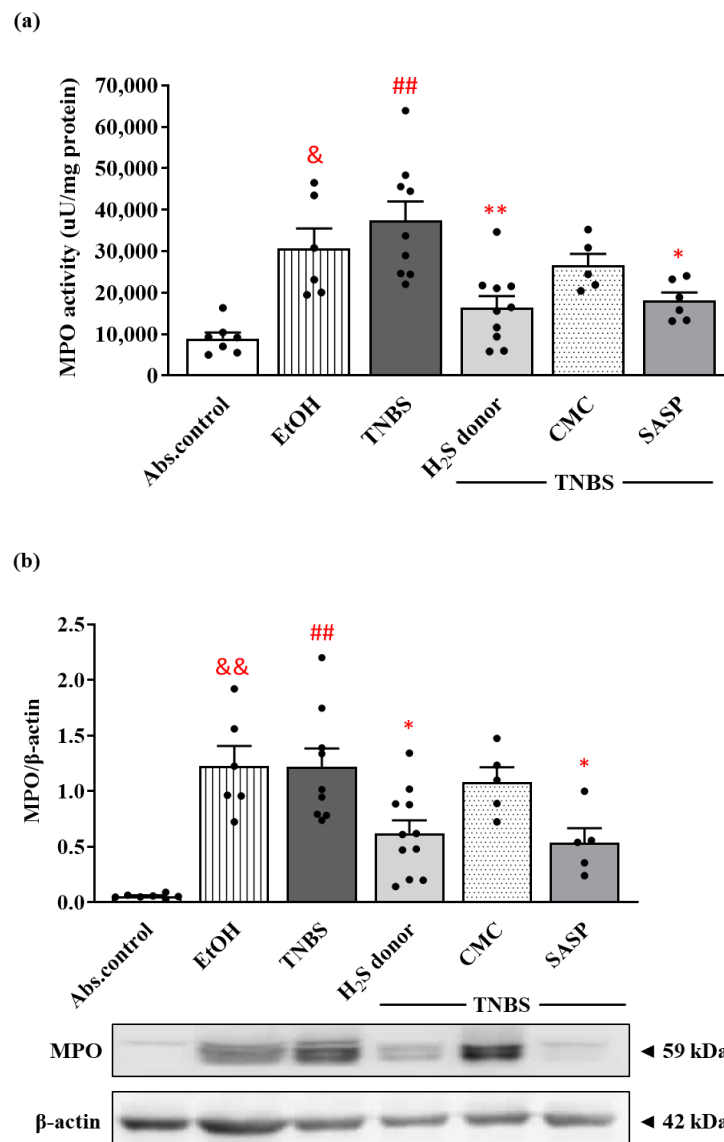 (a)
MPO activity (uU/mg protein)
70,000
60,000
50,000
40,000
30,000
20,000
10,000
0
&
##
**
*
Abs.control
EtOH
TNBS
H₂S donor
CMC
SASP
TNBS
(b)
MPO/β-actin
2.5
2.0
1.5
1.0
0.5
0.0
&&
##
*
*
Abs.control
EtOH
TNBS
H₂S donor
CMC
SASP
TNBS
MPO
◄ 59 kDa
β-actin
◄ 42 kDa